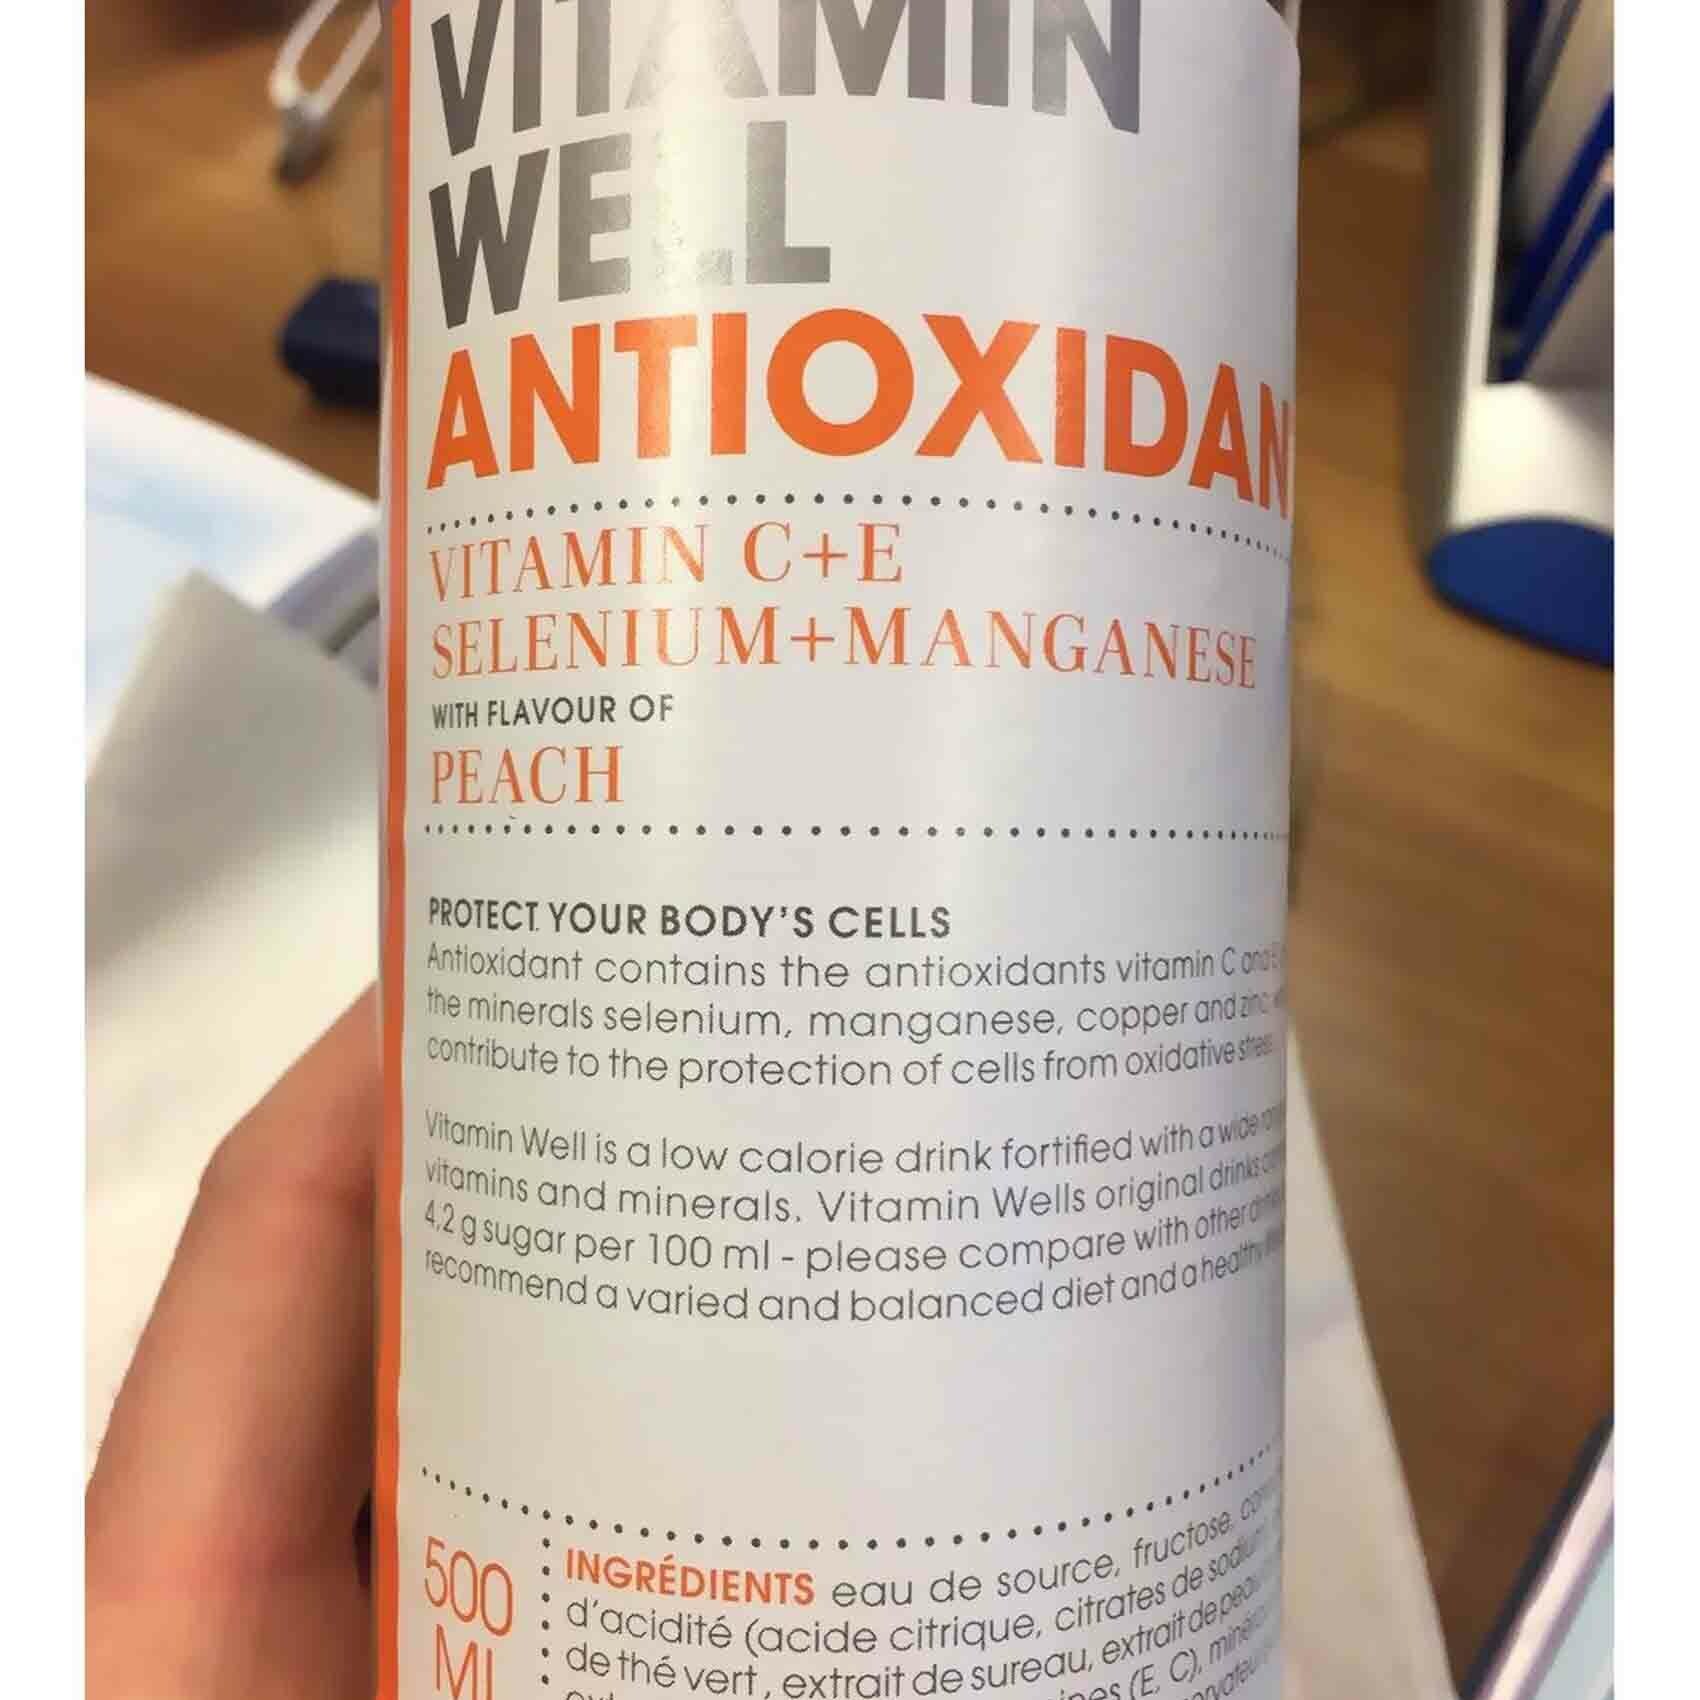 VITAMIN
WELL
ANTIOXIDAN
VITAMIN C+E
SELENIUM+MANGANESE
WITH FLAVOUR OF
PEACH
PROTECT YOUR BODY'S CELLS
Antioxidant contains the antioxidants vitamin C and E
the minerals selenium, manganese, copper and zinc
contribute to the protection of cells from oxidative stress
Vitamin Well is a low calorie drink fortified with a wide
vitamins and minerals. Vitamin Wells original drinks
4,2 g sugar per 100 ml - please compare with other
recommend a varied and balanced diet and a healthy
500
ML
INGRÉDIENTS eau de source, fructose,
d'acidité (acide citrique, citrates de sodium
de thé vert, extrait de sureau, extrait de peau
(E, C),